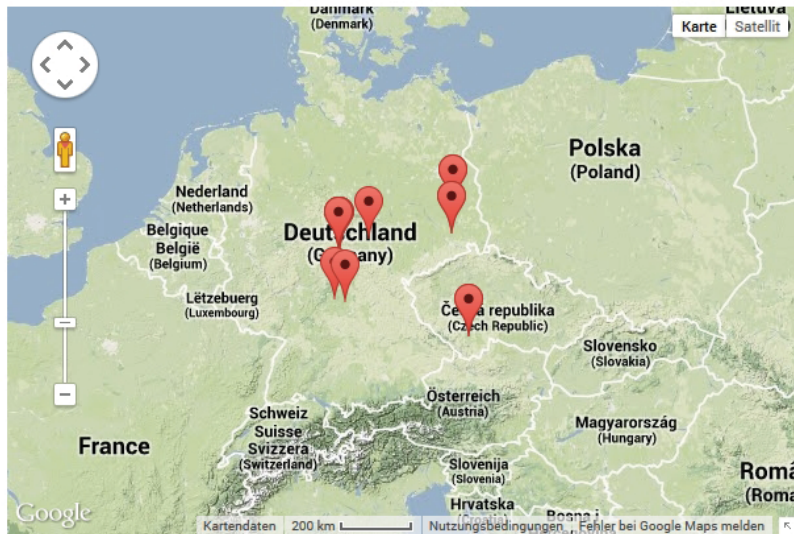 Danmark
(Denmark)
Lietuva
Karte
Satellit
Polska
(Poland)
Nederland
(Netherlands)
Belgique
België
(Belgium)
Deutschland
(Germany)
Lëtzebuerg
(Luxembourg)
Česká republika
(Czech Republic)
Slovensko
(Slovakia)
Österreich
(Austria)
Schweiz
Suisse
Svizzera
(Switzerland)
Magyarország
(Hungary)
France
Slovenija
(Slovenia)
Româ
(Roma
Hrvatska
(Croatia)
Bosna i
Google
Kartendaten
200 km
Nutzungsbedingungen
Fehler bei Google Maps melden